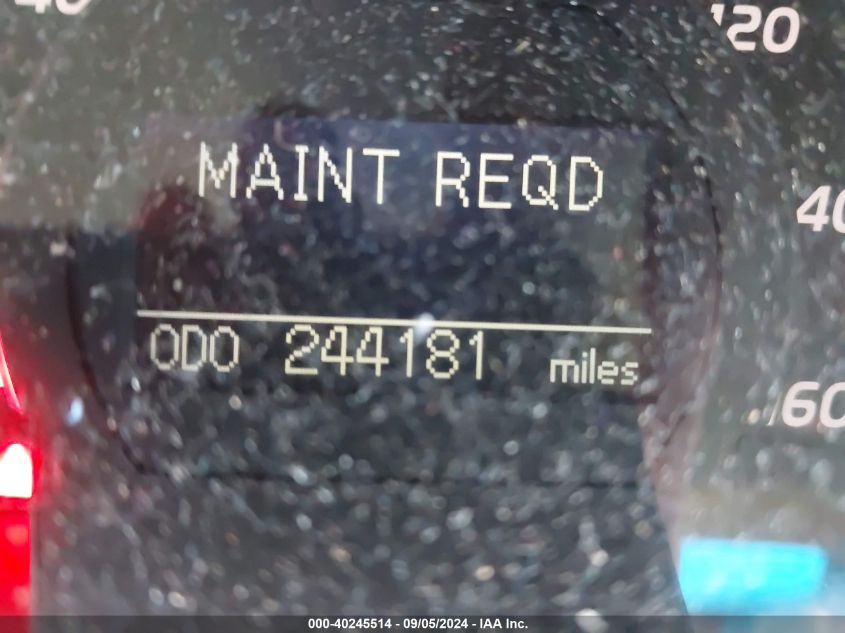 120
MAINT REQD
40
ODO 244181 miles
60
000-40245514 - 09/05/2024 - IAA Inc.